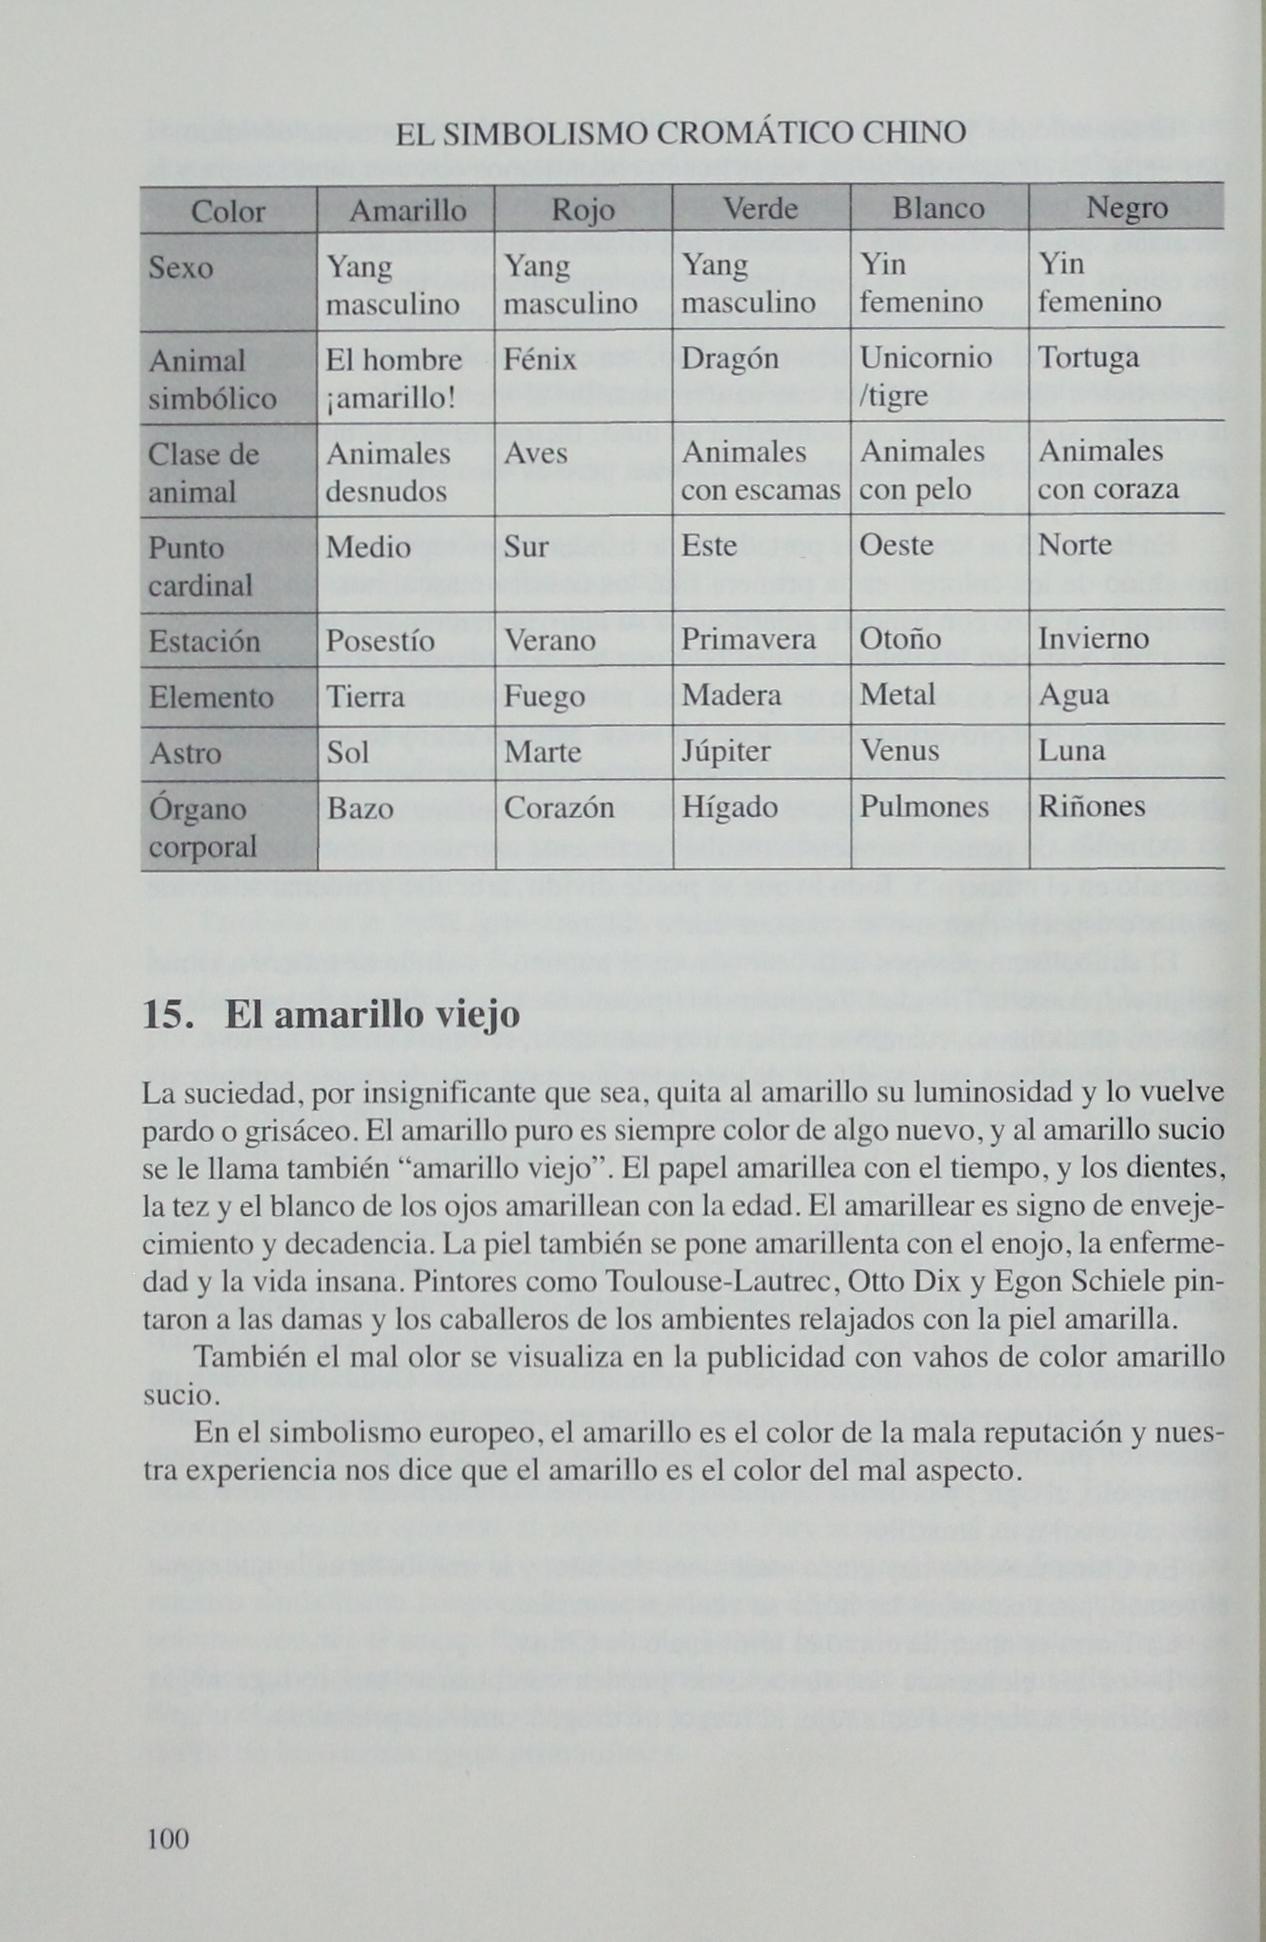 EL SIMBOLISMO CROMÁTICO CHINO
Color Amarillo Rojo Verde Blanco Negro
Sexo Yang Yang Yang Yin Yin
masculino masculino masculino femenino femenino
Animal El hombre Fénix Dragón Unicornio Tortuga
simbólico ¡amarillo! /tigre
Clase de Animales Aves Animales Animales Animales
animal desnudos con escamas con pelo con coraza
Punto Medio Sur Este Oeste Norte
cardinal
Estación Posestío Verano Primavera Otoño Invierno
Elemento Tierra Fuego Madera Metal Agua
Astro Sol Marte Júpiter Venus Luna
Órgano Bazo Corazón Hígado Pulmones Riñones
corporal
15. El amarillo viejo
La suciedad, por insignificante que sea, quita al amarillo su luminosidad y lo vuelve
pardo o grisáceo. El amarillo puro es siempre color de algo nuevo, y al amarillo sucio
se le llama también “amarillo viejo”. El papel amarillea con el tiempo, y los dientes,
la tez y el blanco de los ojos amarillean con la edad. El amarillear es signo de enveje-
cimiento y decadencia. La piel también se pone amarillenta con el enojo, la enferme-
dad y la vida insana. Pintores como Toulouse-Lautrec, Otto Dix y Egon Schiele pin-
taron a las damas y los caballeros de los ambientes relajados con la piel amarilla.
También el mal olor se visualiza en la publicidad con vahos de color amarillo
sucio.
En el simbolismo europeo, el amarillo es el color de la mala reputación y nues-
tra experiencia nos dice que el amarillo es el color del mal aspecto.
100